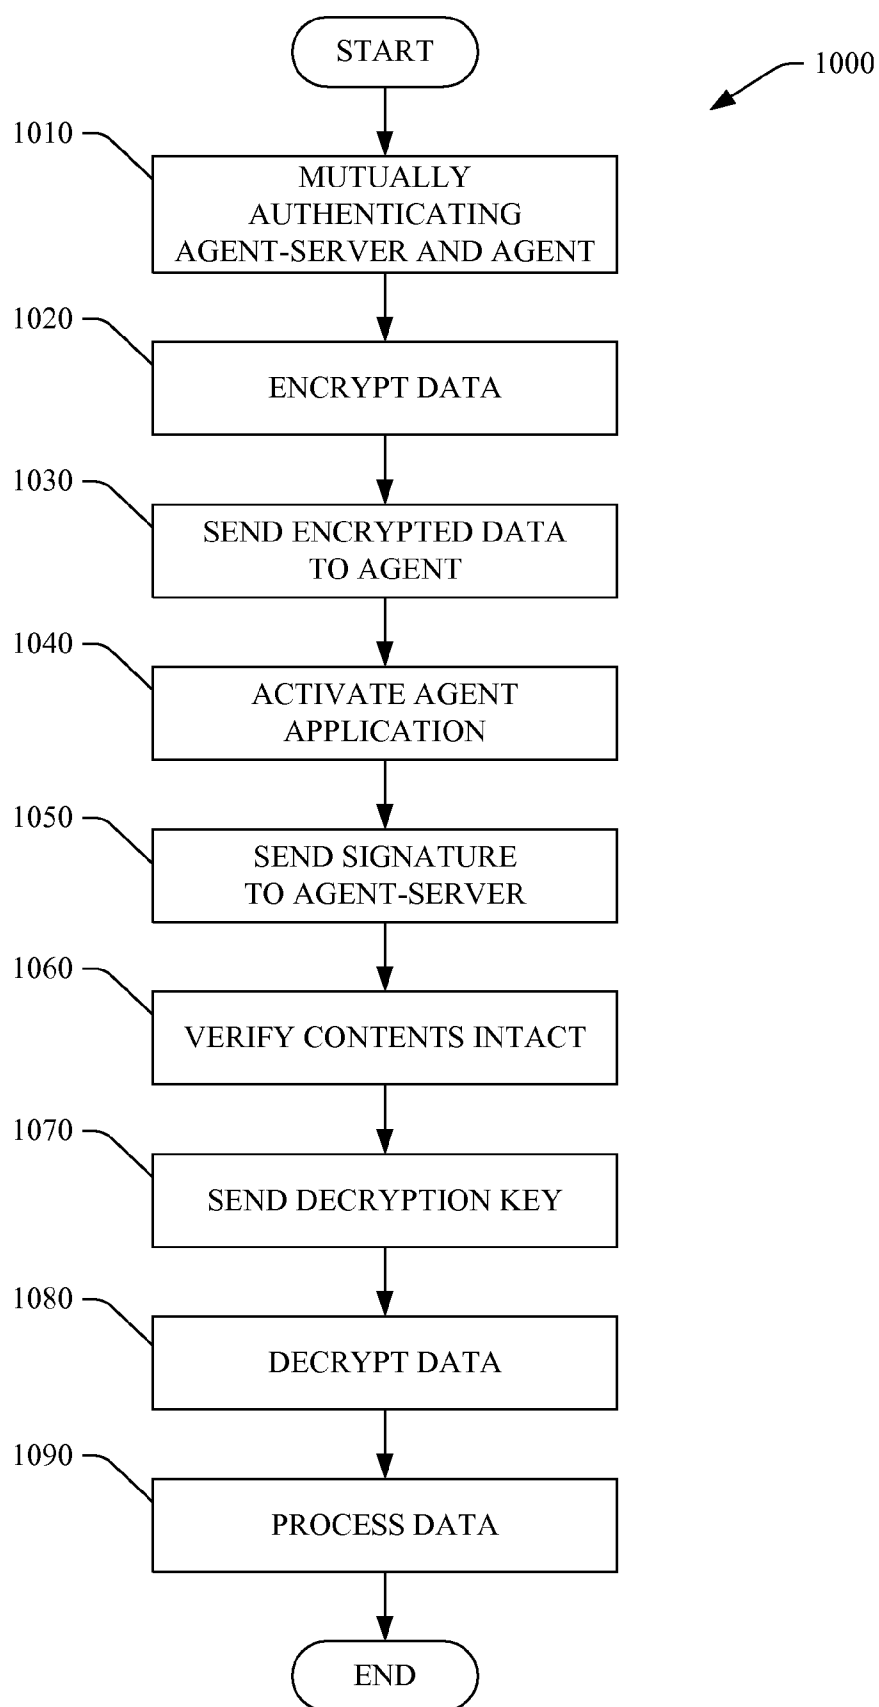 START
1000
1010
MUTUALLY
AUTHENTICATING
AGENT-SERVER AND AGENT
1020
ENCRYPT DATA
1030
SEND ENCRYPTED DATA
TO AGENT
1040
ACTIVATE AGENT
APPLICATION
1050
SEND SIGNATURE
TO AGENT-SERVER
1060
VERIFY CONTENTS INTACT
1070
SEND DECRYPTION KEY
1080
DECRYPT DATA
1090
PROCESS DATA
END